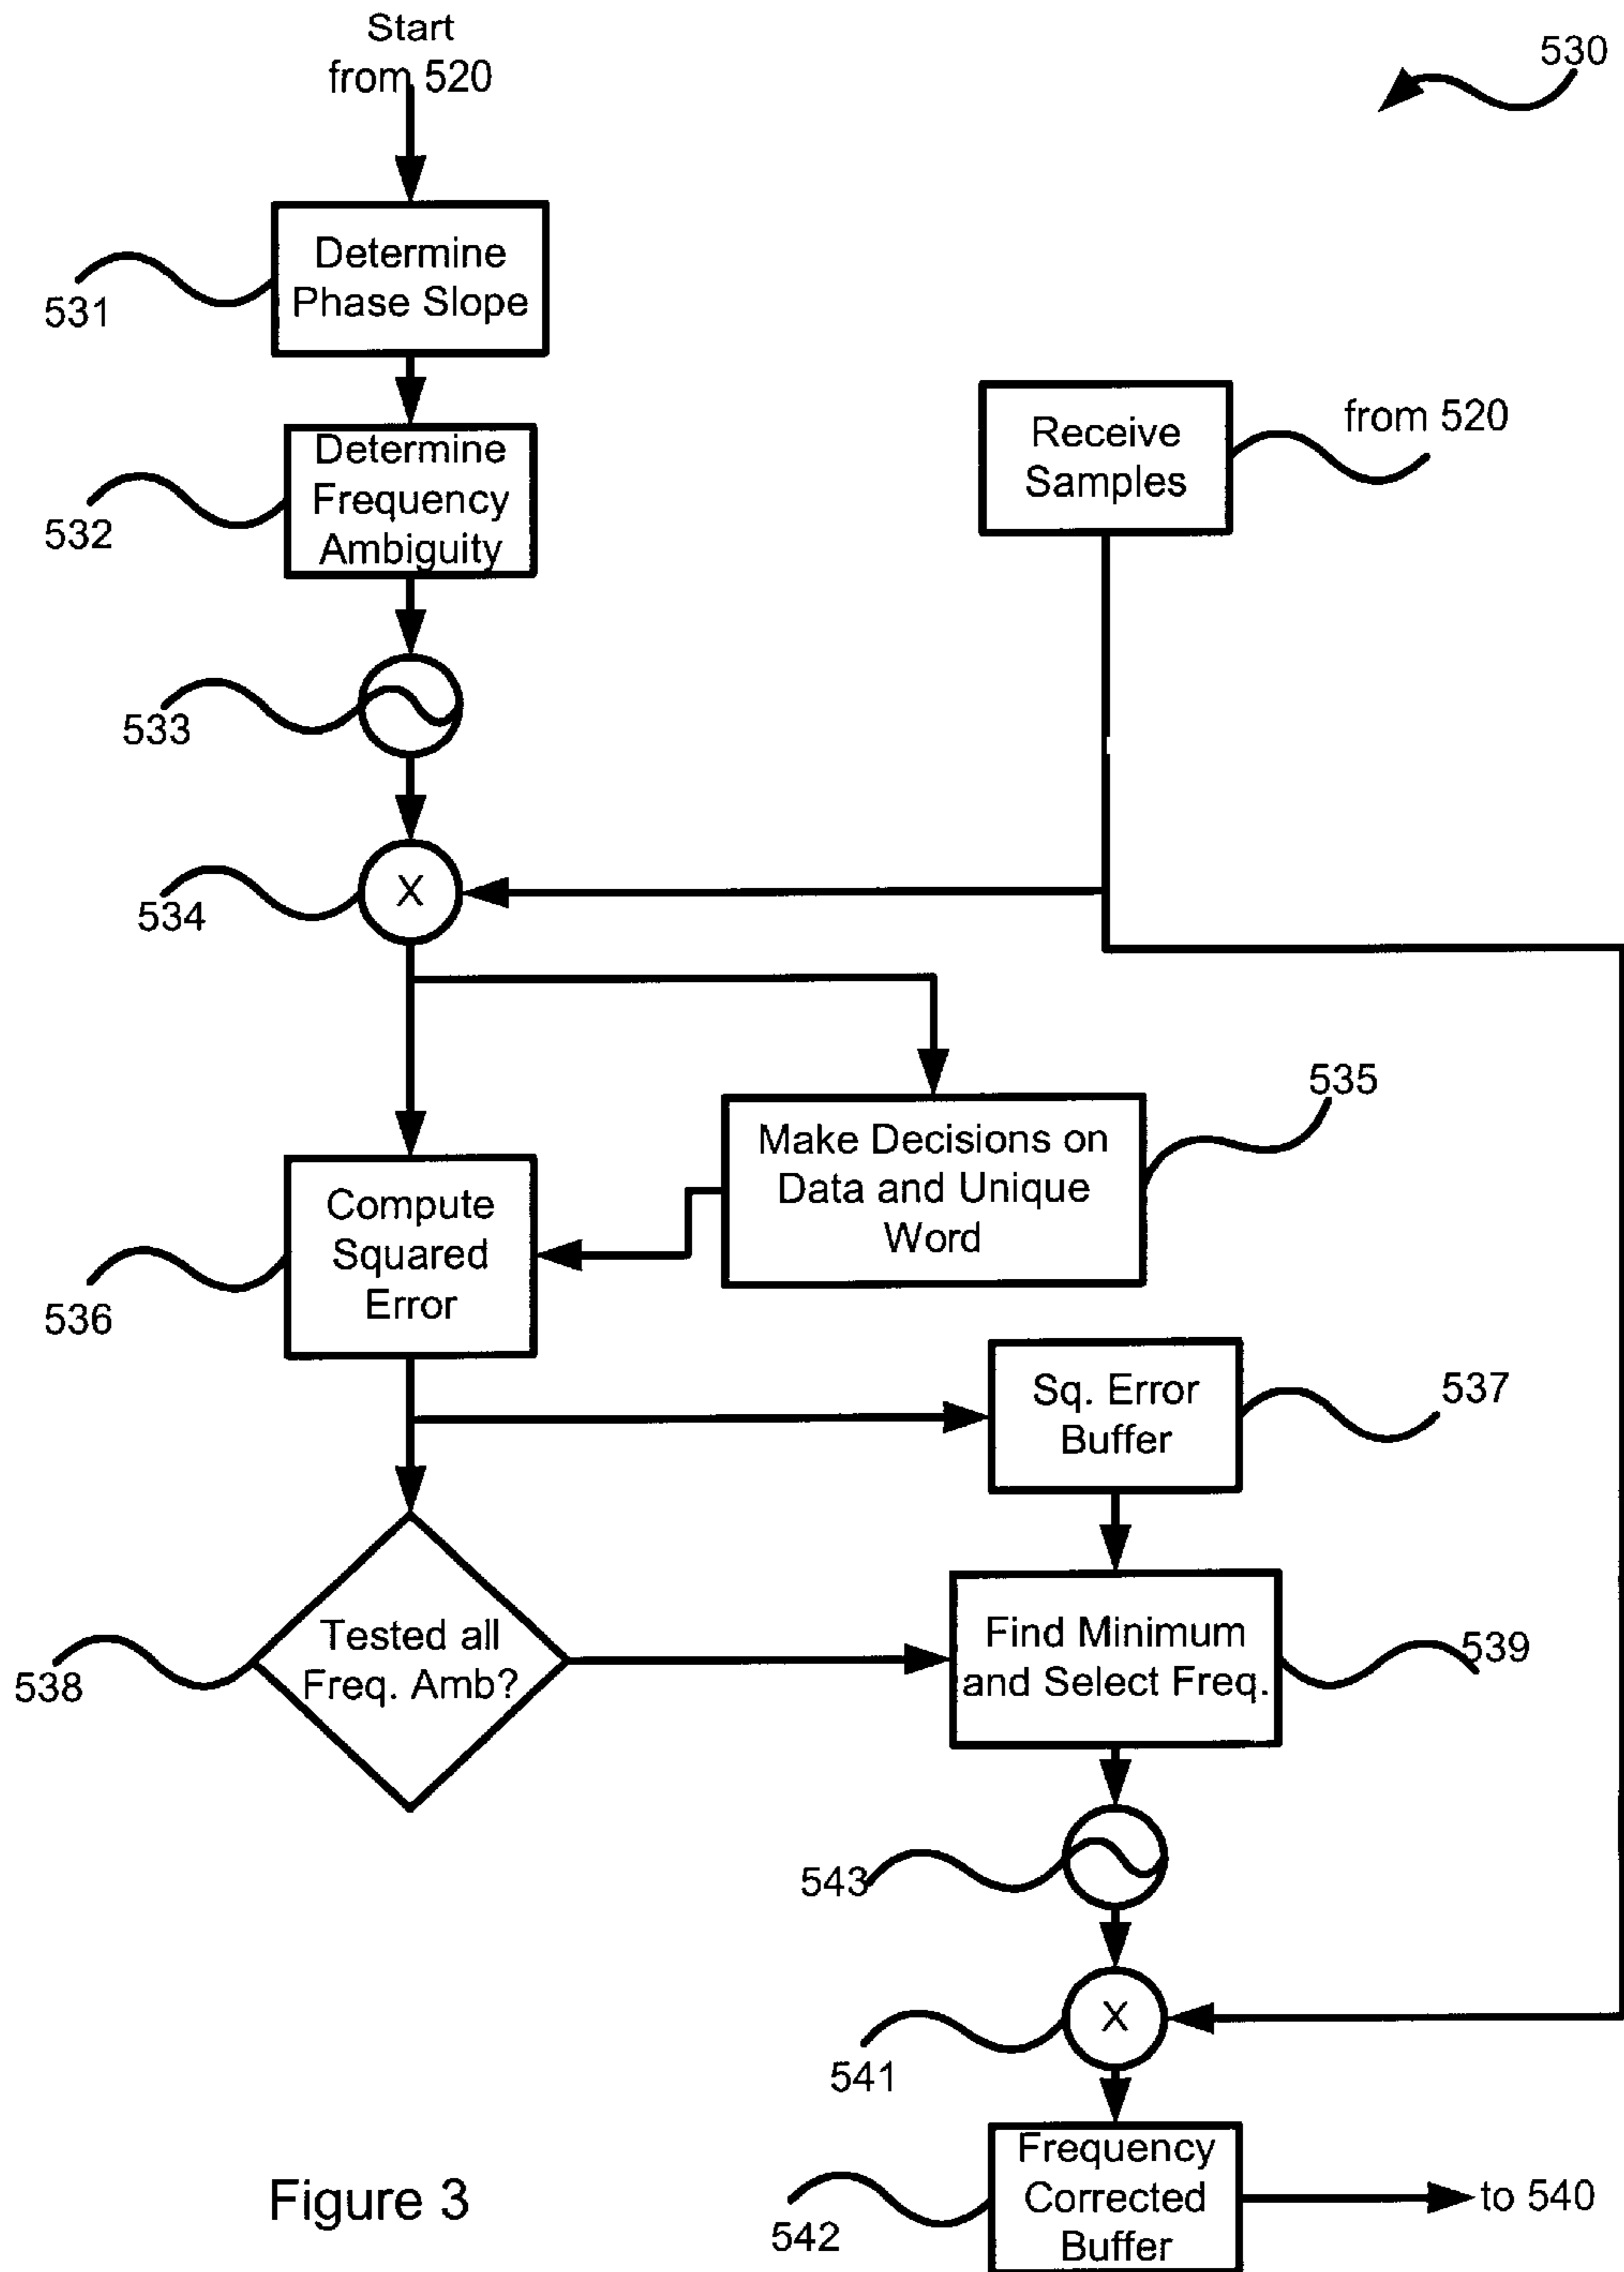 Start
from 520
530
Determine
Phase Slope
531
Receive
Samples
from 520
Determine
Frequency
Ambiguity
532
533
X
534
Make Decisions on
Data and Unique
Word
535
Compute
Squared
Error
536
Sq. Error
Buffer
537
Tested all
Freq. Amb?
538
Find Minimum
and Select Freq.
539
543
X
541
Frequency
Corrected
Buffer
542
to 540
Figure 3